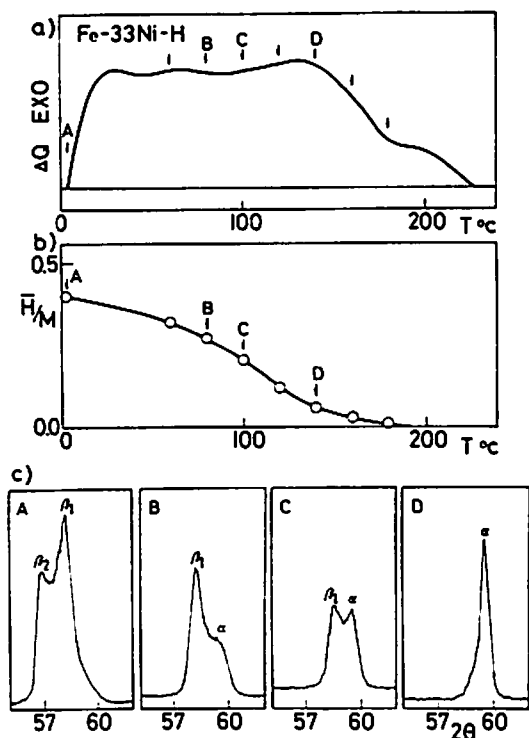 a)
Fe-33Ni-H
ΔQ EXO
A B C D
0 100 200
T °C
b)
0.5
H̅/M
0.0
A B C D
0 100 200
T °C
c)
A B C D
β₂ β₁ β₁ α β₁ α α
57 60 57 60 57 60 57 60
2θ